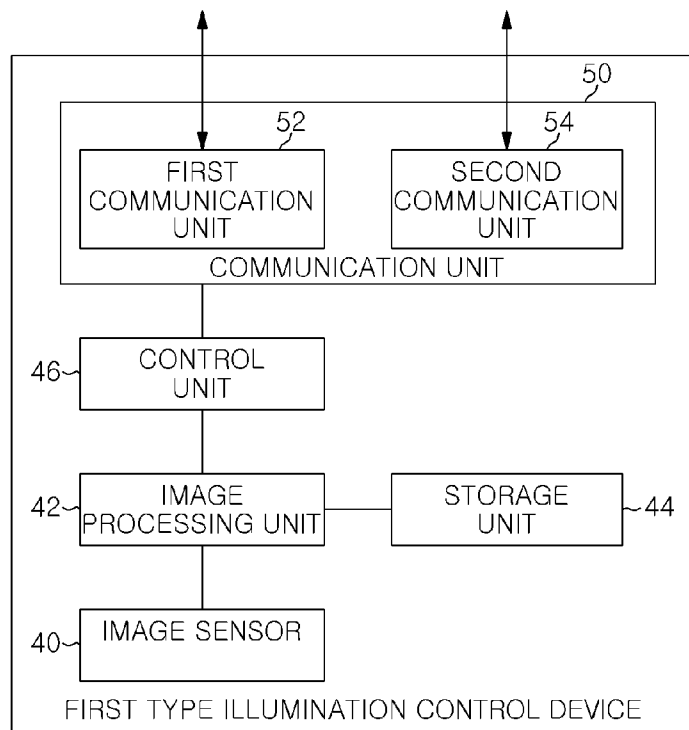 50
52
54
FIRST
COMMUNICATION
UNIT
SECOND
COMMUNICATION
UNIT
COMMUNICATION UNIT
46
CONTROL
UNIT
42
IMAGE
PROCESSING UNIT
STORAGE
UNIT
44
40
IMAGE SENSOR
FIRST TYPE ILLUMINATION CONTROL DEVICE